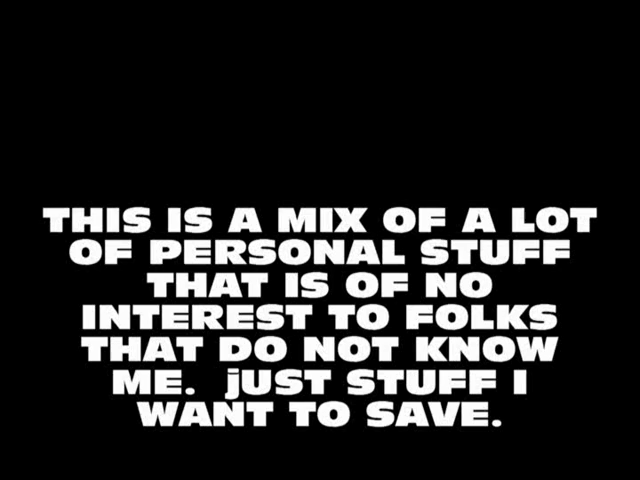 THIS IS A MIX OF A LOT
OF PERSONAL STUFF
THAT IS OF NO
INTEREST TO FOLKS
THAT DO NOT KNOW
ME.  jUST STUFF I
WANT TO SAVE.